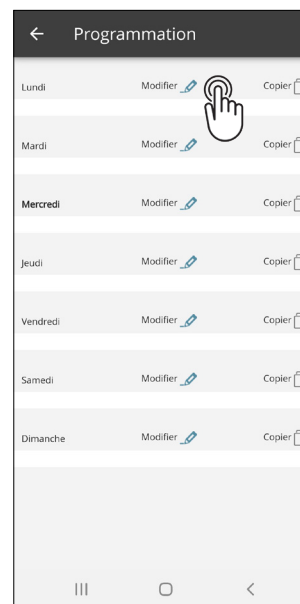 Programmation
Lundi Modifier Copier
Mardi Modifier Copier
Mercredi Modifier Copier
Jeudi Modifier Copier
Vendredi Modifier Copier
Samedi Modifier Copier
Dimanche Modifier Copier